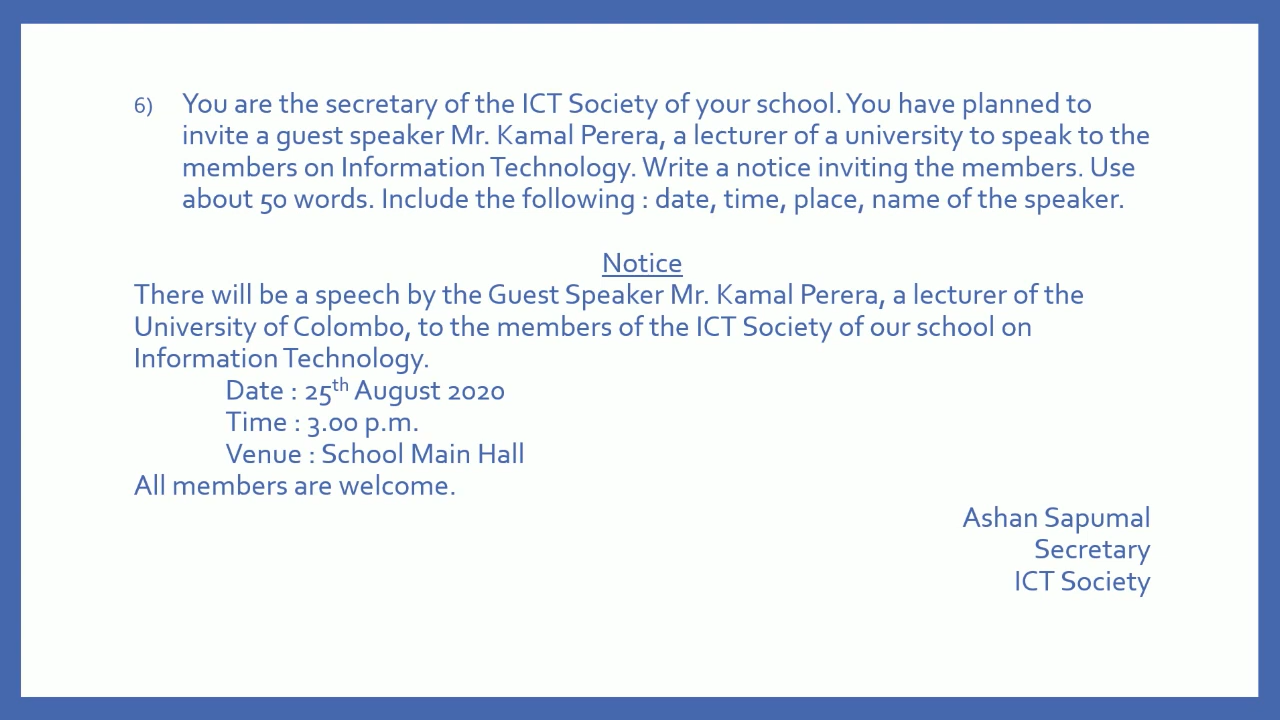 6) You are the secretary of the ICT Society of your school. You have planned to
invite a guest speaker Mr. Kamal Perera, a lecturer of a university to speak to the
members on Information Technology. Write a notice inviting the members. Use
about 50 words. Include the following : date, time, place, name of the speaker.
Notice
There will be a speech by the Guest Speaker Mr. Kamal Perera, a lecturer of the
University of Colombo, to the members of the ICT Society of our school on
Information Technology.
Date : 25th August 2020
Time : 3.00 p.m.
Venue : School Main Hall
All members are welcome.
Ashan Sapumal
Secretary
ICT Society